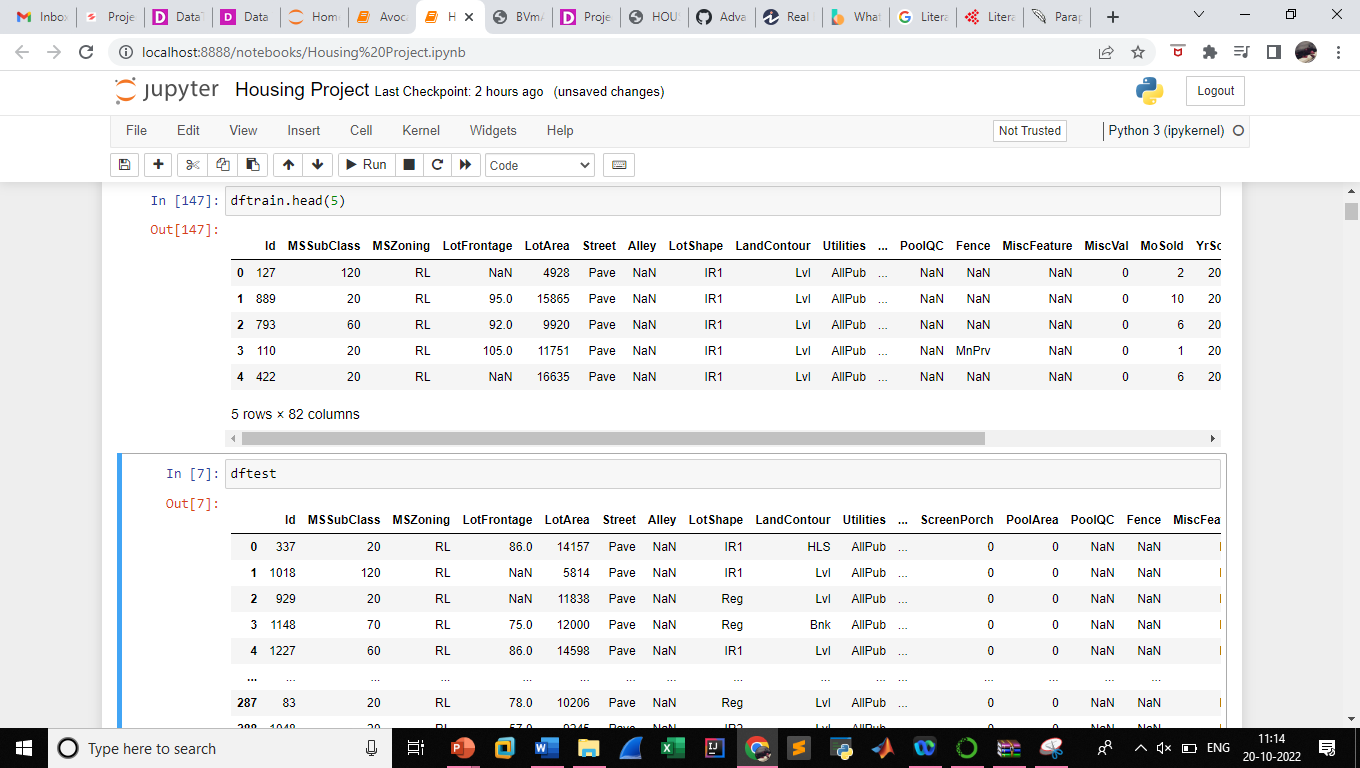 Inbox Proje DataT Data Hom Avoca H BVmA Proje HOUS Adva Real What Litera Litera Parap
localhost:8888/notebooks/Housing%20Project.ipynb
jupyter Housing Project Last Checkpoint: 2 hours ago (unsaved changes) Logout
File Edit View Insert Cell Kernel Widgets Help Not Trusted Python 3 (ipykernel)
Run Code
In [147]: dftrain.head(5)
Out[147]:
Id MSSubClass MSZoning LotFrontage LotArea Street Alley LotShape LandContour Utilities ... PoolQC Fence MiscFeature MiscVal MoSold YrSo
0 127 120 RL NaN 4928 Pave NaN IR1 Lvl AllPub ... NaN NaN NaN 0 2 20
1 889 20 RL 95.0 15865 Pave NaN IR1 Lvl AllPub ... NaN NaN NaN 0 10 20
2 793 60 RL 92.0 9920 Pave NaN IR1 Lvl AllPub ... NaN NaN NaN 0 6 20
3 110 20 RL 105.0 11751 Pave NaN IR1 Lvl AllPub ... NaN MnPrv NaN 0 1 20
4 422 20 RL NaN 16635 Pave NaN IR1 Lvl AllPub ... NaN NaN NaN 0 6 20
5 rows × 82 columns
In [7]: dftest
Out[7]:
Id MSSubClass MSZoning LotFrontage LotArea Street Alley LotShape LandContour Utilities ... ScreenPorch PoolArea PoolQC Fence MiscFea
0 337 20 RL 86.0 14157 Pave NaN IR1 HLS AllPub ... 0 0 NaN NaN
1 1018 120 RL NaN 5814 Pave NaN IR1 Lvl AllPub ... 0 0 NaN NaN
2 929 20 RL NaN 11838 Pave NaN Reg Lvl AllPub ... 0 0 NaN NaN
3 1148 70 RL 75.0 12000 Pave NaN Reg Bnk AllPub ... 0 0 NaN NaN
4 1227 60 RL 86.0 14598 Pave NaN IR1 Lvl AllPub ... 0 0 NaN NaN
... ... ... ... ... ... ... ... ... ... ... ... ... ... ... ...
287 83 20 RL 78.0 10206 Pave NaN Reg Lvl AllPub ... 0 0 NaN NaN
Type here to search ENG 11:14
20-10-2022